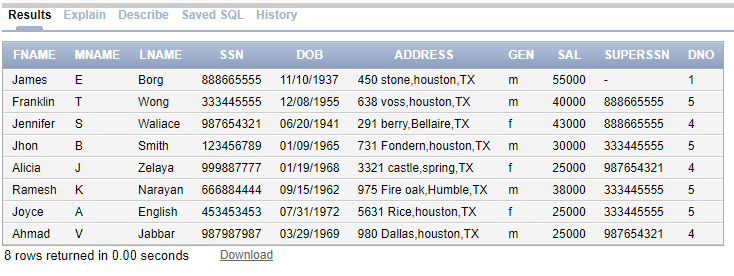 Results Explain Describe Saved SQL History
FNAME MNAME LNAME SSN DOB ADDRESS GEN SAL SUPERSSN DNO
James E Borg 888665555 11/10/1937 450 stone,houston,TX m 55000 - 1
Franklin T Wong 333445555 12/08/1955 638 voss,houston,TX m 40000 888665555 5
Jennifer S Waliace 987654321 06/20/1941 291 berry,Bellaire,TX f 43000 888665555 4
Jhon B Smith 123456789 01/09/1965 731 Fondern,houston,TX m 30000 333445555 5
Alicia J Zelaya 999887777 01/19/1968 3321 castle,spring,TX f 25000 987654321 4
Ramesh K Narayan 666884444 09/15/1962 975 Fire oak,Humble,TX m 38000 333445555 5
Joyce A English 453453453 07/31/1972 5631 Rice,houston,TX f 25000 333445555 5
Ahmad V Jabbar 987987987 03/29/1969 980 Dallas,houston,TX m 25000 987654321 4
8 rows returned in 0.00 seconds Download